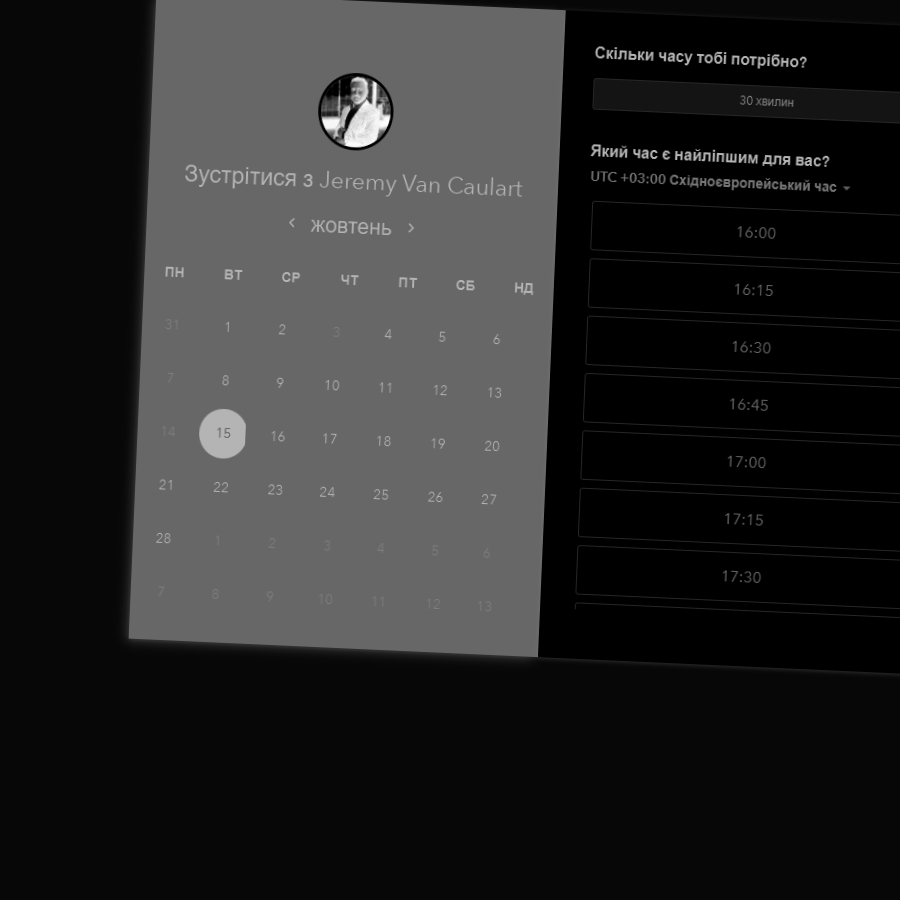 Зустрітися з Jeremy Van Caulart
жовтень
ПН ВТ СР ЧТ ПТ СБ НД
31 1 2 3 4 5 6
7 8 9 10 11 12 13
14 15 16 17 18 19 20
21 22 23 24 25 26 27
28 1 2 3 4 5 6
7 8 9 10 11 12 13
Скільки часу тобі потрібно?
30 хвилин
Який час є найліпшим для вас?
UTC +03:00 Східноєвропейський час
16:00
16:15
16:30
16:45
17:00
17:15
17:30